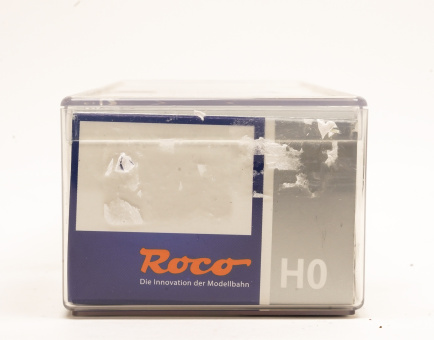 Roco
Die Innovation der Modellbahn
H0